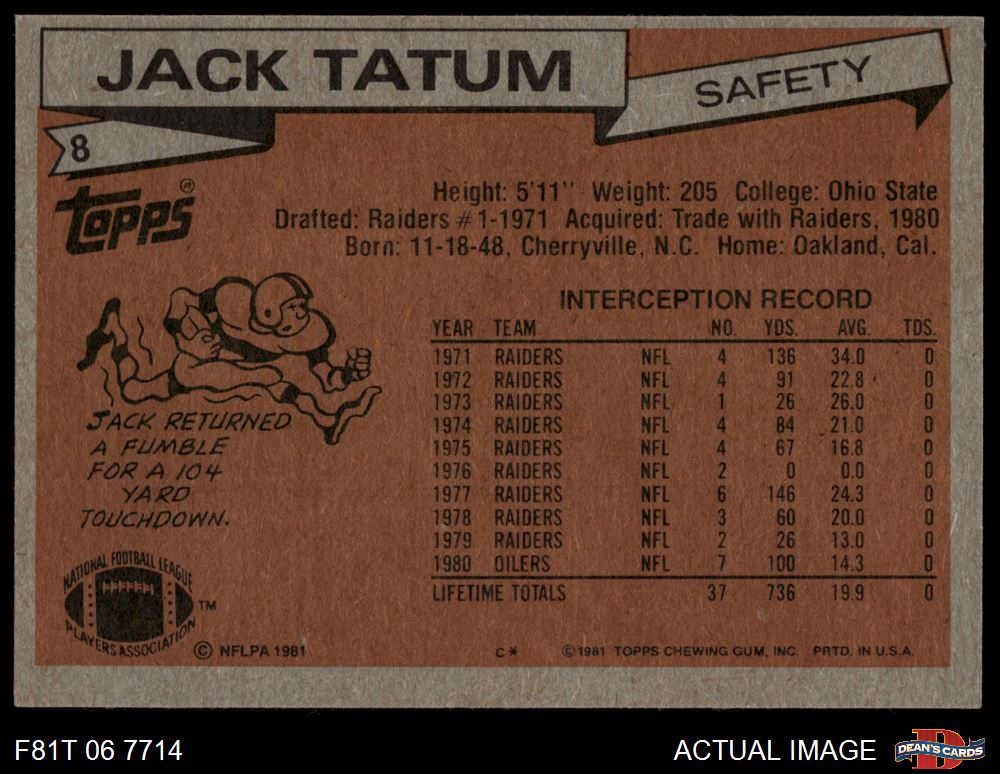 JACK TATUM
SAFETY
8
Topps®
Height: 5'11'' Weight: 205 College: Ohio State
Drafted: Raiders #1-1971 Acquired: Trade with Raiders, 1980
Born: 11-18-48, Cherryville, N.C. Home: Oakland, Cal.
JACK RETURNED
A FUMBLE
FOR A 104
YARD
TOUCHDOWN.
INTERCEPTION RECORD
YEAR TEAM NO. YDS. AVG. TDS.
1971 RAIDERS NFL 4 136 34.0 0
1972 RAIDERS NFL 4 91 22.8 0
1973 RAIDERS NFL 1 26 26.0 0
1974 RAIDERS NFL 4 84 21.0 0
1975 RAIDERS NFL 4 67 16.8 0
1976 RAIDERS NFL 2 0 0.0 0
1977 RAIDERS NFL 6 146 24.3 0
1978 RAIDERS NFL 3 60 20.0 0
1979 RAIDERS NFL 2 26 13.0 0
1980 OILERS NFL 7 100 14.3 0
LIFETIME TOTALS 37 736 19.9 0
NATIONAL FOOTBALL LEAGUE
PLAYERS ASSOCIATION
TM
© NFLPA 1981
C* ©1981 TOPPS CHEWING GUM, INC. PRTD. IN U.S.A.
F81T 06 7714
ACTUAL IMAGE
D
DEAN'S CARDS